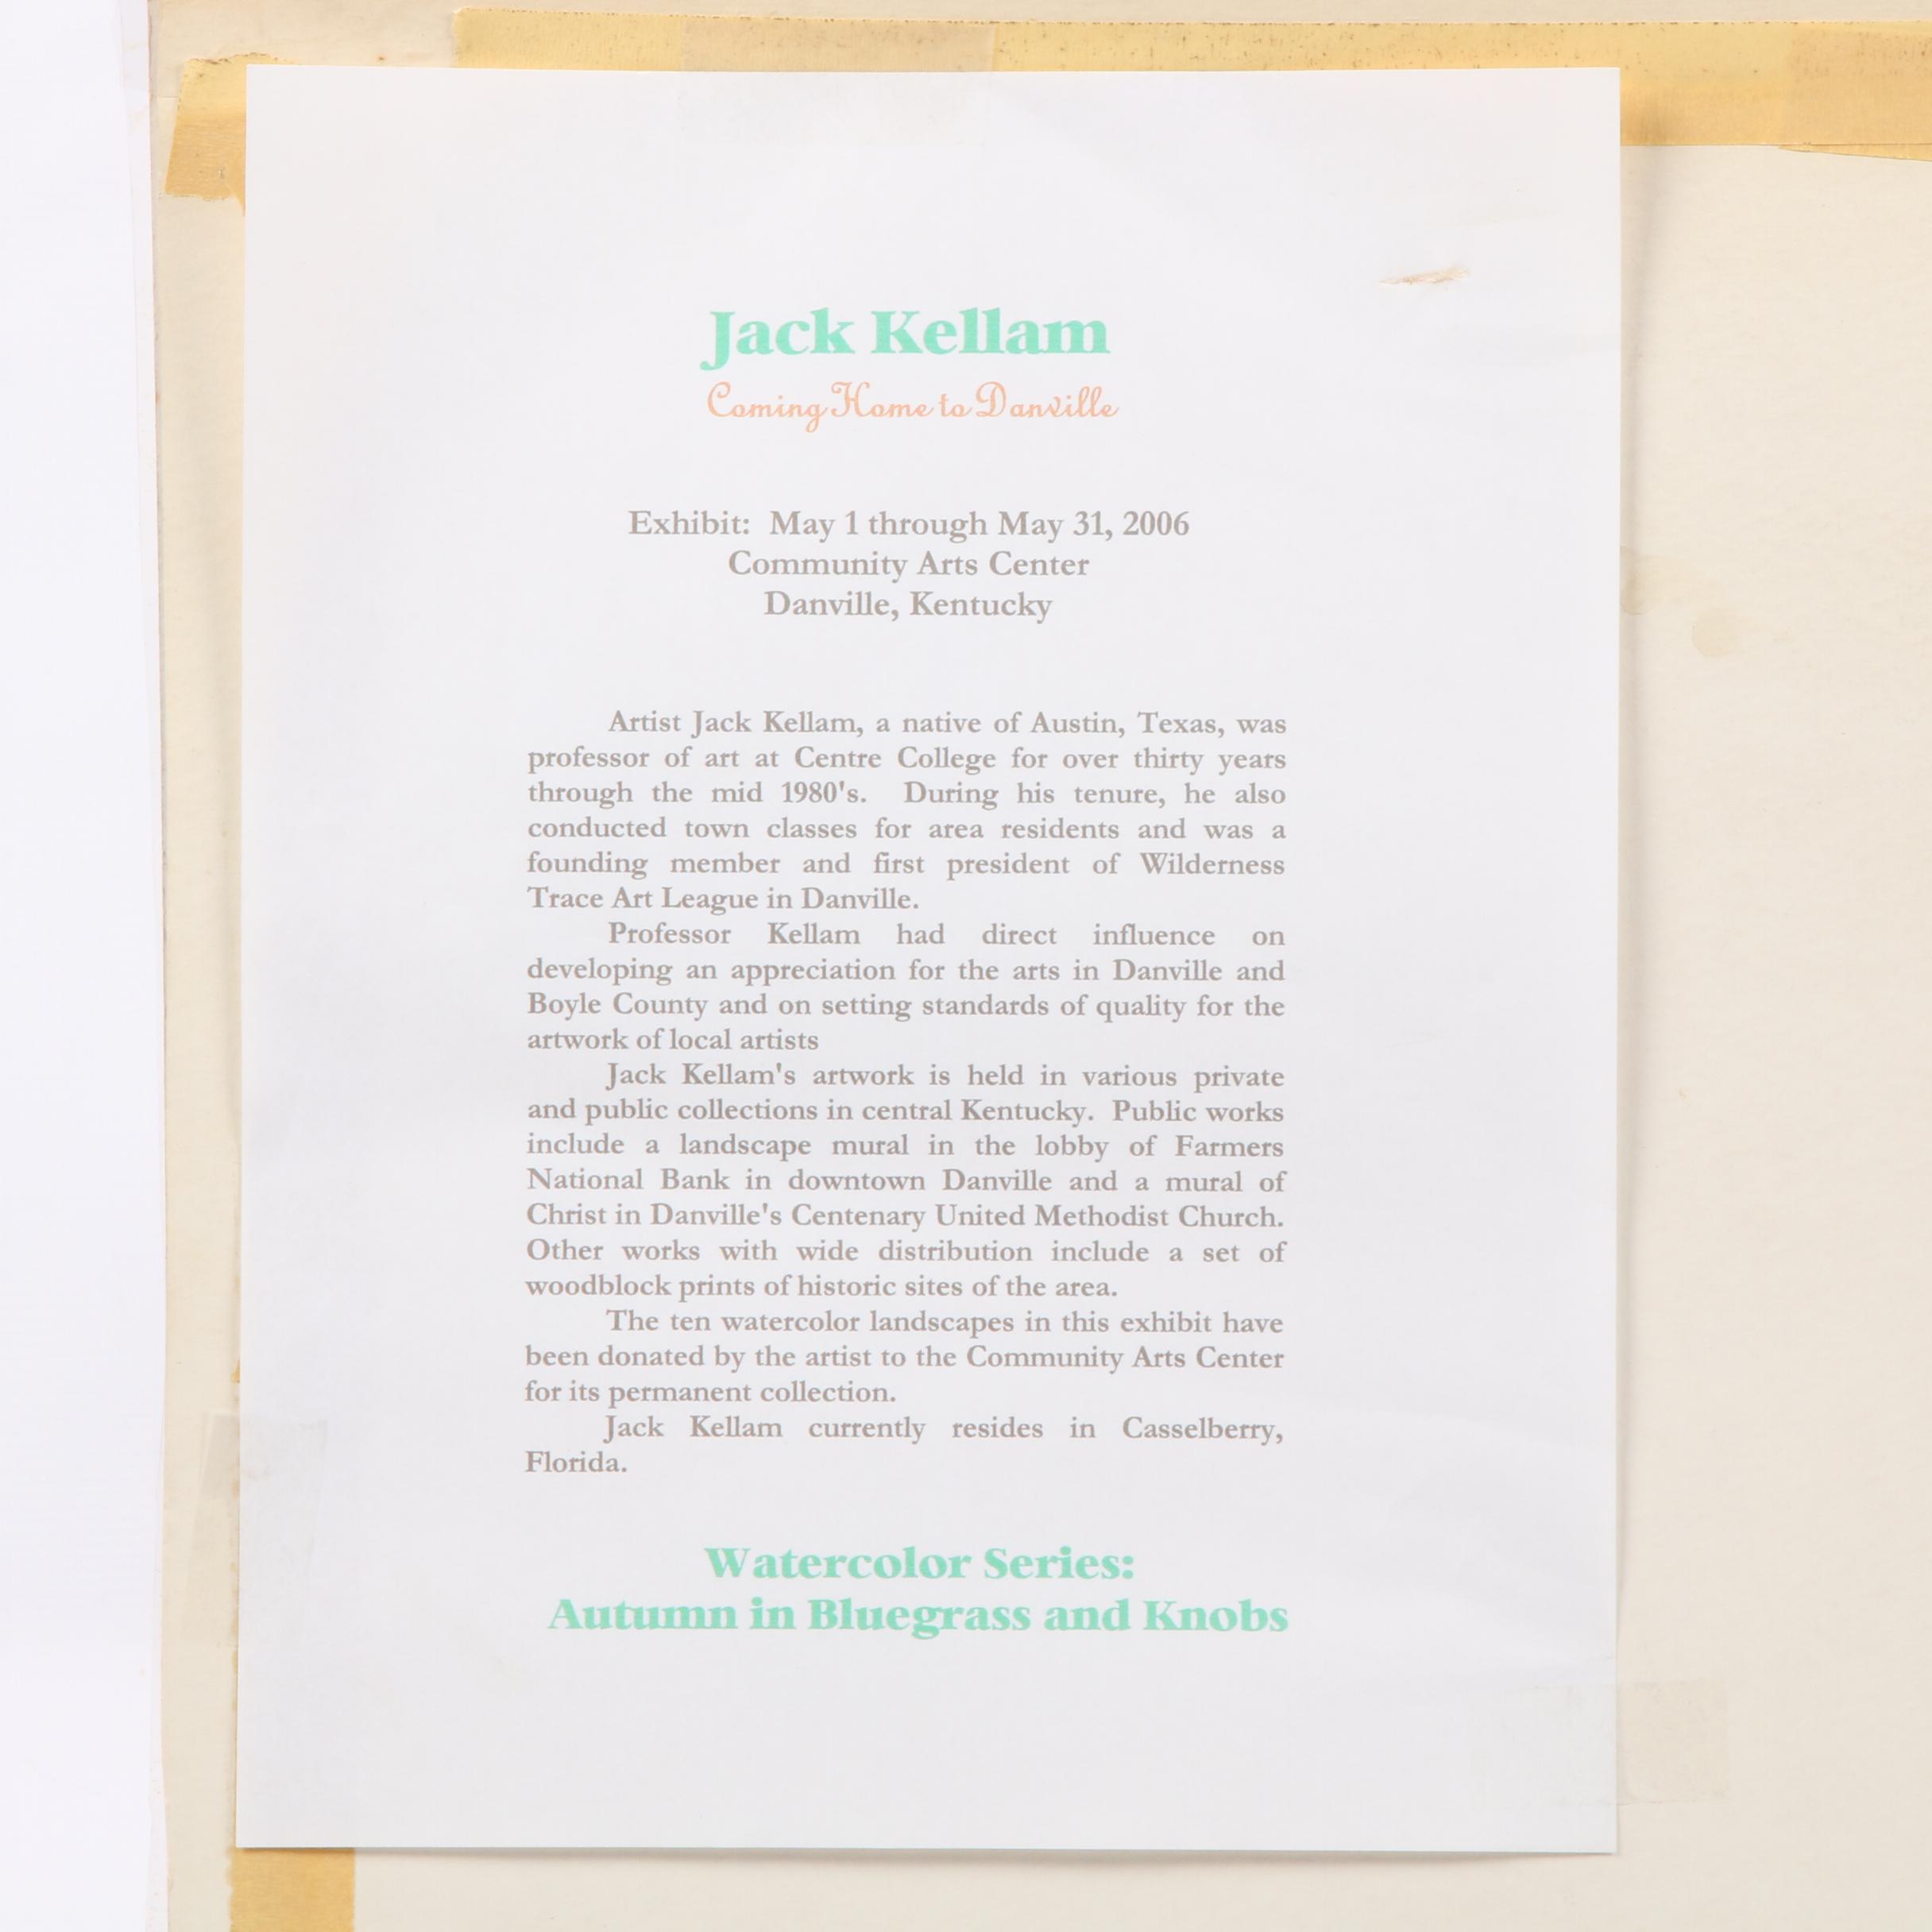 Jack Kellam
Coming Home to Danville
Exhibit: May 1 through May 31, 2006
Community Arts Center
Danville, Kentucky
Artist Jack Kellam, a native of Austin, Texas, was
professor of art at Centre College for over thirty years
through the mid 1980's. During his tenure, he also
conducted town classes for area residents and was a
founding member and first president of Wilderness
Trace Art League in Danville.
Professor Kellam had direct influence on
developing an appreciation for the arts in Danville and
Boyle County and on setting standards of quality for the
artwork of local artists
Jack Kellam's artwork is held in various private
and public collections in central Kentucky. Public works
include a landscape mural in the lobby of Farmers
National Bank in downtown Danville and a mural of
Christ in Danville's Centenary United Methodist Church.
Other works with wide distribution include a set of
woodblock prints of historic sites of the area.
The ten watercolor landscapes in this exhibit have
been donated by the artist to the Community Arts Center
for its permanent collection.
Jack Kellam currently resides in Casselberry,
Florida.
Watercolor Series:
Autumn in Bluegrass and Knobs